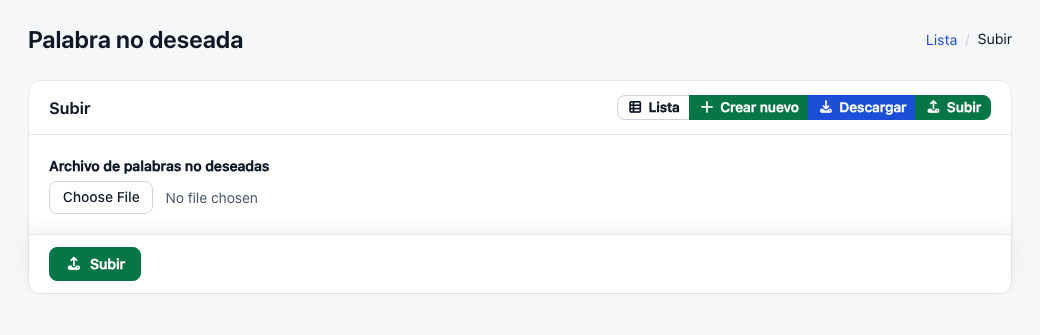 Palabra no deseada
Lista / Subir
Subir
Lista
Crear nuevo
Descargar
Subir
Archivo de palabras no deseadas
Choose File No file chosen
Subir